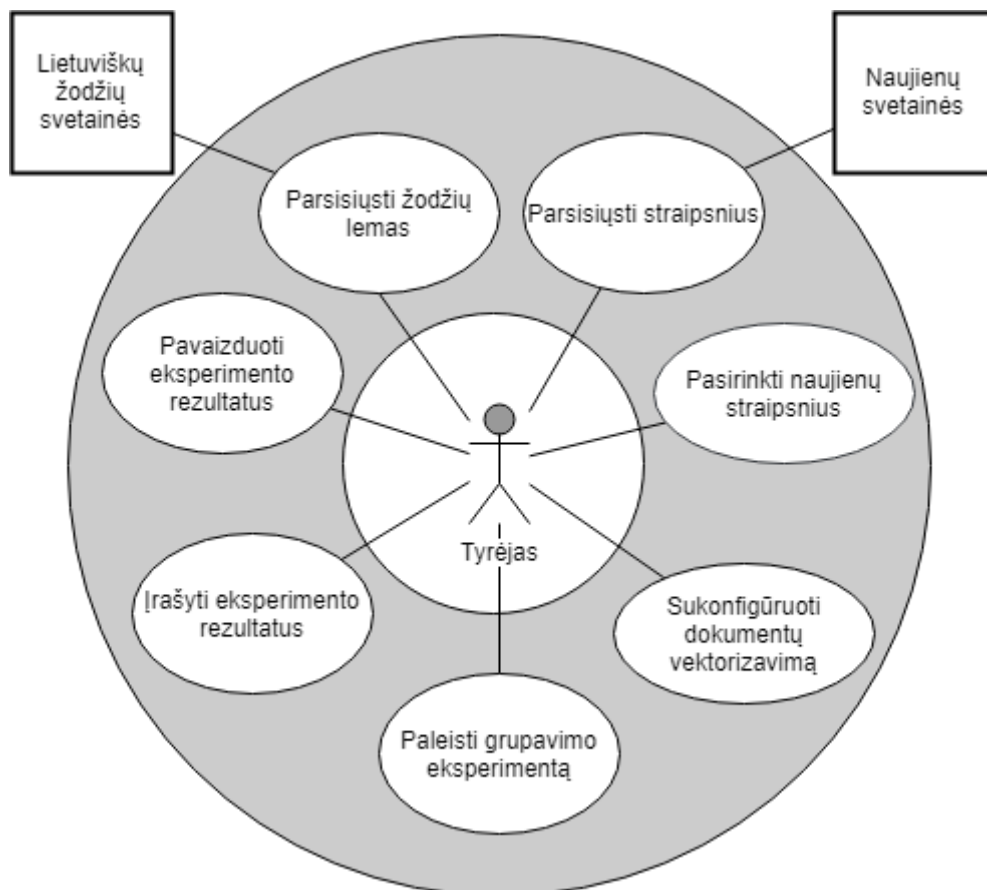 Lietuviškų
žodžių
svetainės
Naujienų
svetainės
Parsisiųsti žodžių
lemas
Parsisiųsti straipsnius
Pavaizduoti
eksperimento
rezultatus
Pasirinkti naujienų
straipsnius
Tyrėjas
Įrašyti eksperimento
rezultatus
Sukonfigūruoti
dokumentų
vektorizavimą
Paleisti grupavimo
eksperimentą